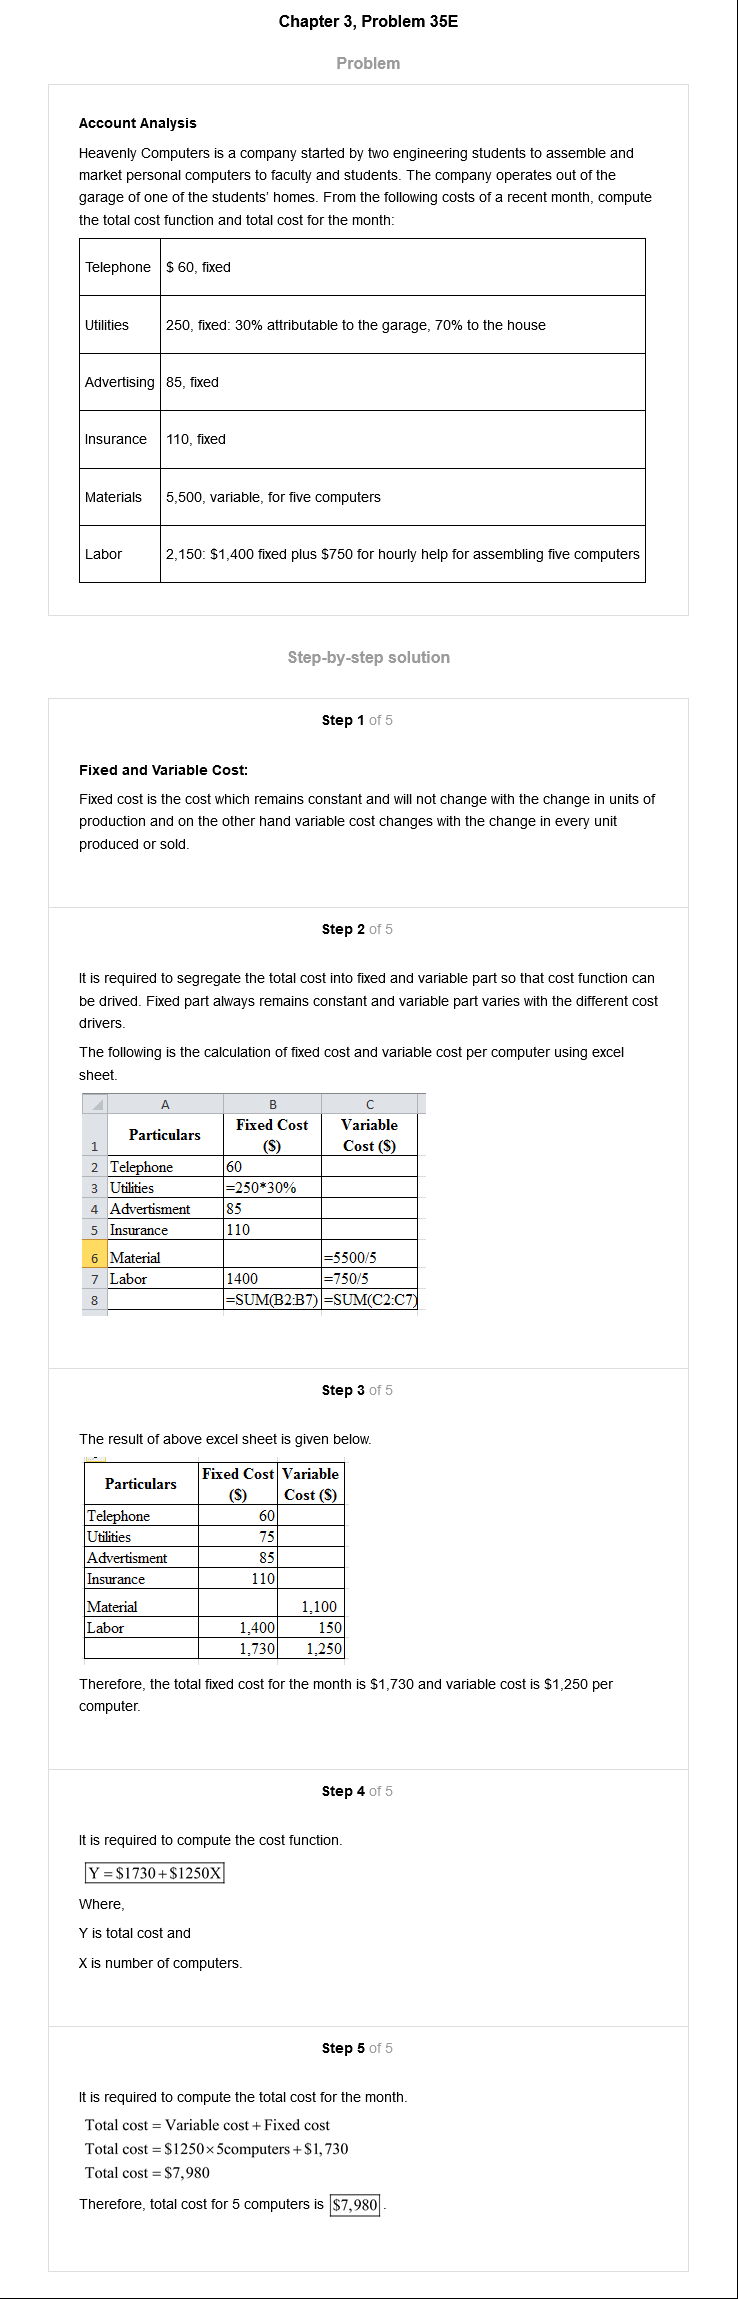 Chapter 3, Problem 35E
Problem
Account Analysis
Heavenly Computers is a company started by two engineering students to assemble and
market personal computers to faculty and students. The company operates out of the
garage of one of the students' homes. From the following costs of a recent month, compute
the total cost function and total cost for the month:
Telephone $ 60, fixed
Utilities 250, fixed: 30% attributable to the garage, 70% to the house
Advertising 85, fixed
Insurance 110, fixed
Materials 5,500, variable, for five computers
Labor 2,150: $1,400 fixed plus $750 for hourly help for assembling five computers
Step-by-step solution
Step 1 of 5
Fixed and Variable Cost:
Fixed cost is the cost which remains constant and will not change with the change in units of
production and on the other hand variable cost changes with the change in every unit
produced or sold.
Step 2 of 5
It is required to segregate the total cost into fixed and variable part so that cost function can
be drived. Fixed part always remains constant and variable part varies with the different cost
drivers.
The following is the calculation of fixed cost and variable cost per computer using excel
sheet.
A B C
1 Particulars Fixed Cost ($) Variable Cost ($)
2 Telephone 60
3 Utilities =250*30%
4 Advertisment 85
5 Insurance 110
6 Material =5500/5
7 Labor 1400 =750/5
8 =SUM(B2:B7) =SUM(C2:C7)
Step 3 of 5
The result of above excel sheet is given below.
Particulars Fixed Cost ($) Variable Cost ($)
Telephone 60
Utilities 75
Advertisment 85
Insurance 110
Material 1,100
Labor 1,400 150
1,730 1,250
Therefore, the total fixed cost for the month is $1,730 and variable cost is $1,250 per
computer.
Step 4 of 5
It is required to compute the cost function.
Y = $1730 + $1250X
Where,
Y is total cost and
X is number of computers.
Step 5 of 5
It is required to compute the total cost for the month.
Total cost = Variable cost + Fixed cost
Total cost = $1250×5computers + $1,730
Total cost = $7,980
Therefore, total cost for 5 computers is $7,980.